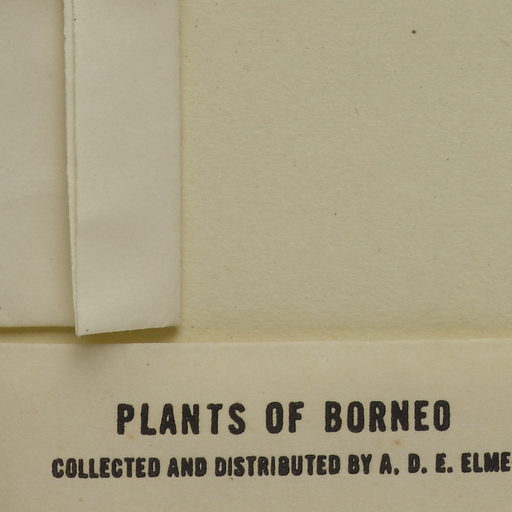 PLANTS OF BORNEO
COLLECTED AND DISTRIBUTED BY A. D. E. ELME